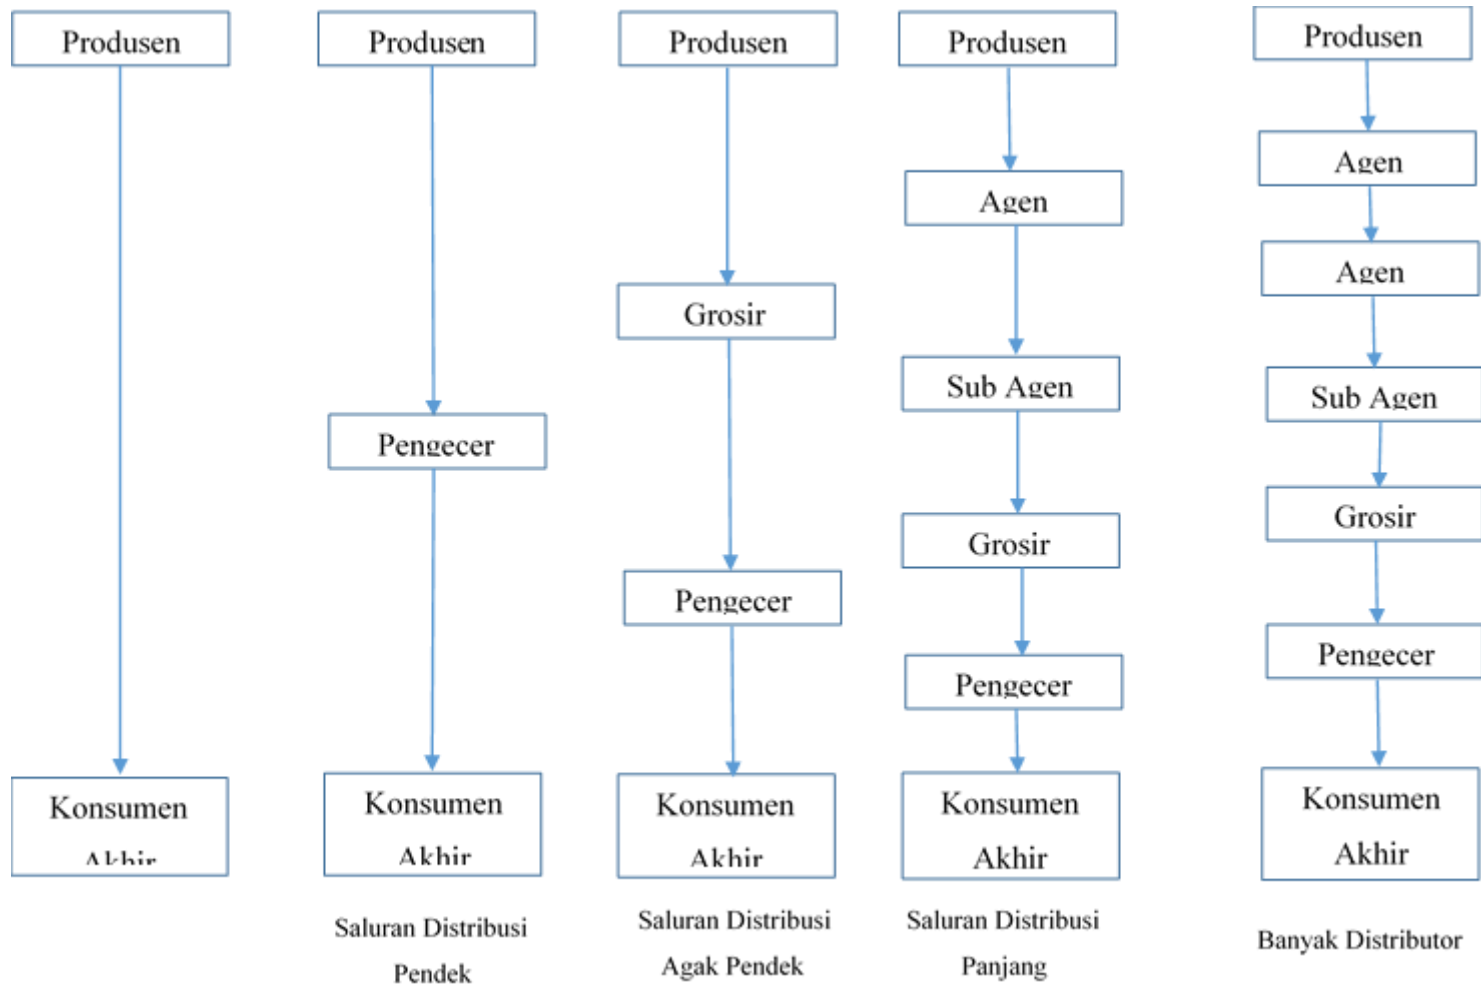 Produsen
Konsumen
Akhir
Produsen
Pengecer
Konsumen
Akhir
Saluran Distribusi
Pendek
Produsen
Grosir
Pengecer
Konsumen
Akhir
Saluran Distribusi
Agak Pendek
Produsen
Agen
Sub Agen
Grosir
Pengecer
Konsumen
Akhir
Saluran Distribusi
Panjang
Produsen
Agen
Agen
Sub Agen
Grosir
Pengecer
Konsumen
Akhir
Banyak Distributor